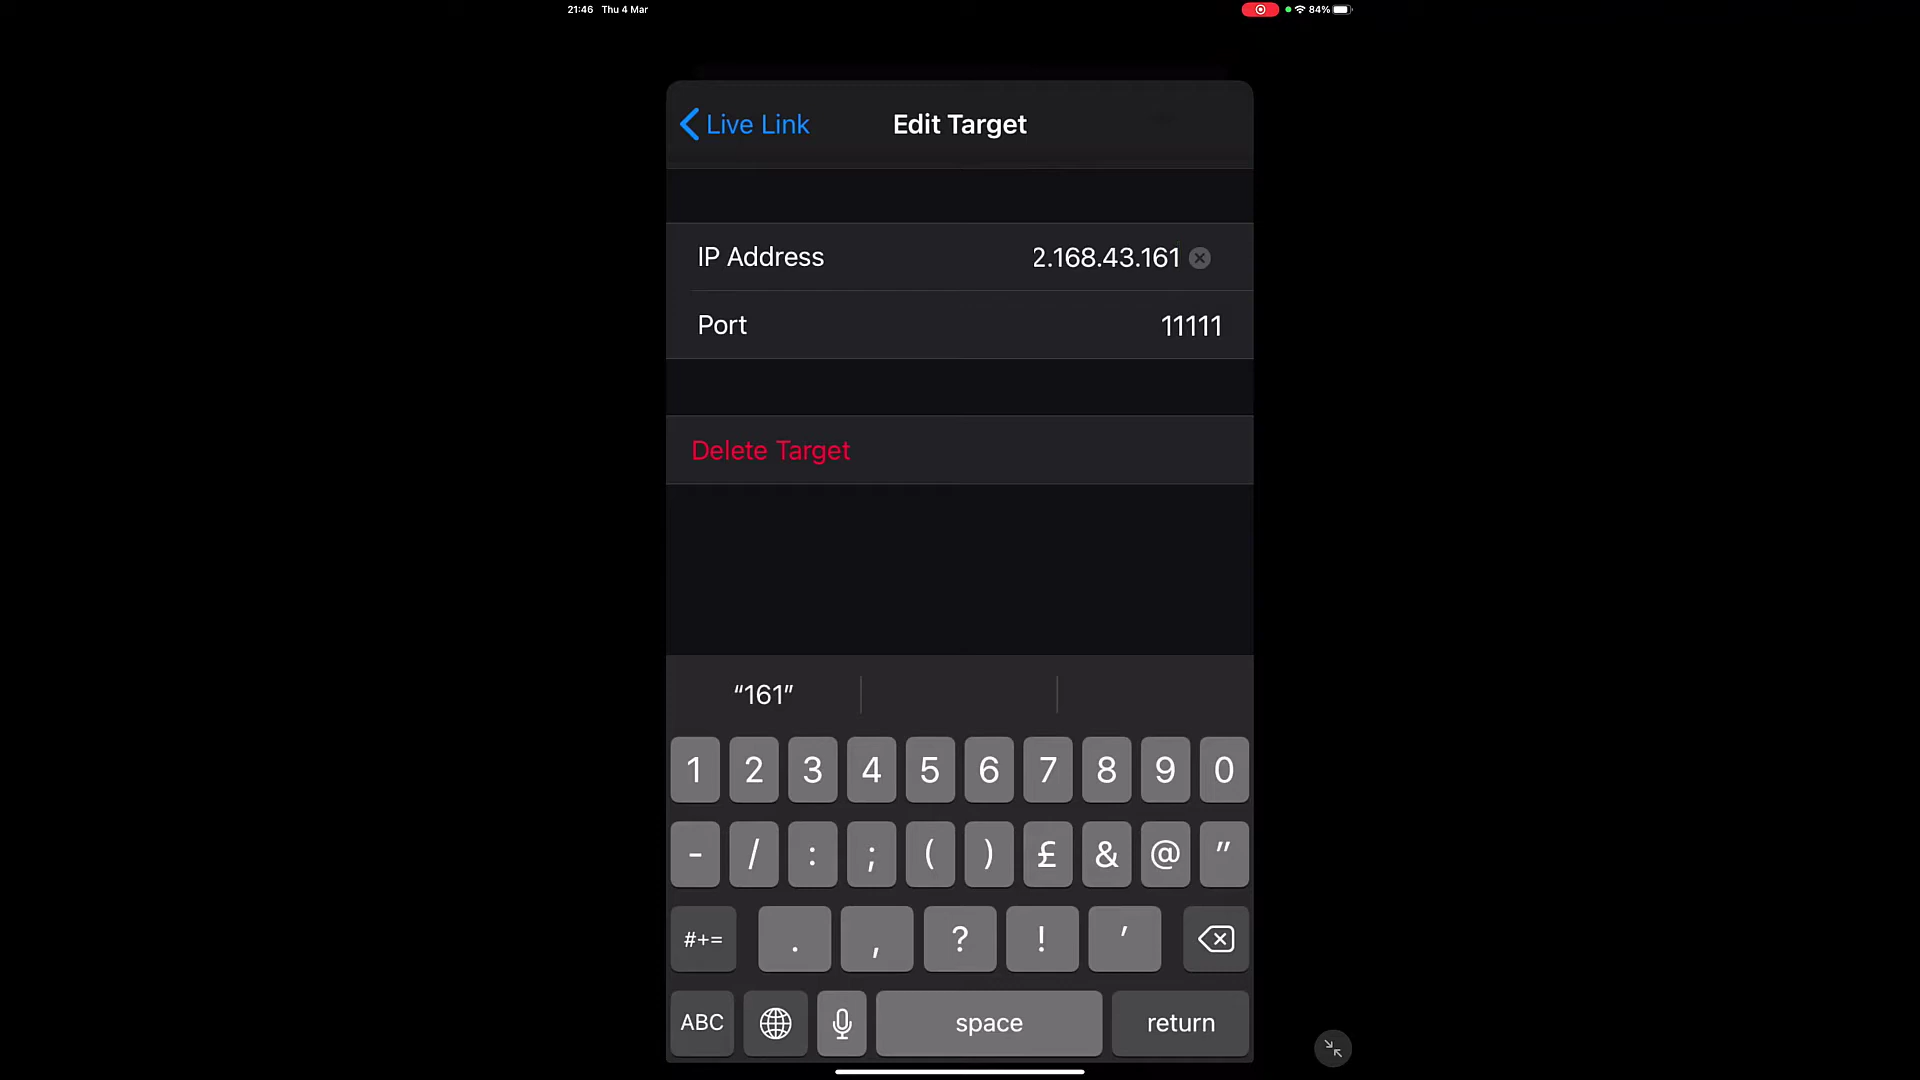 21:46 Thu 4 Mar
84%
Live Link
Edit Target
IP Address 2.168.43.161
Port 11111
Delete Target
“161”
1 2 3 4 5 6 7 8 9 0
- / : ; ( ) £ & @ "
#+= . , ? ! '
ABC space return